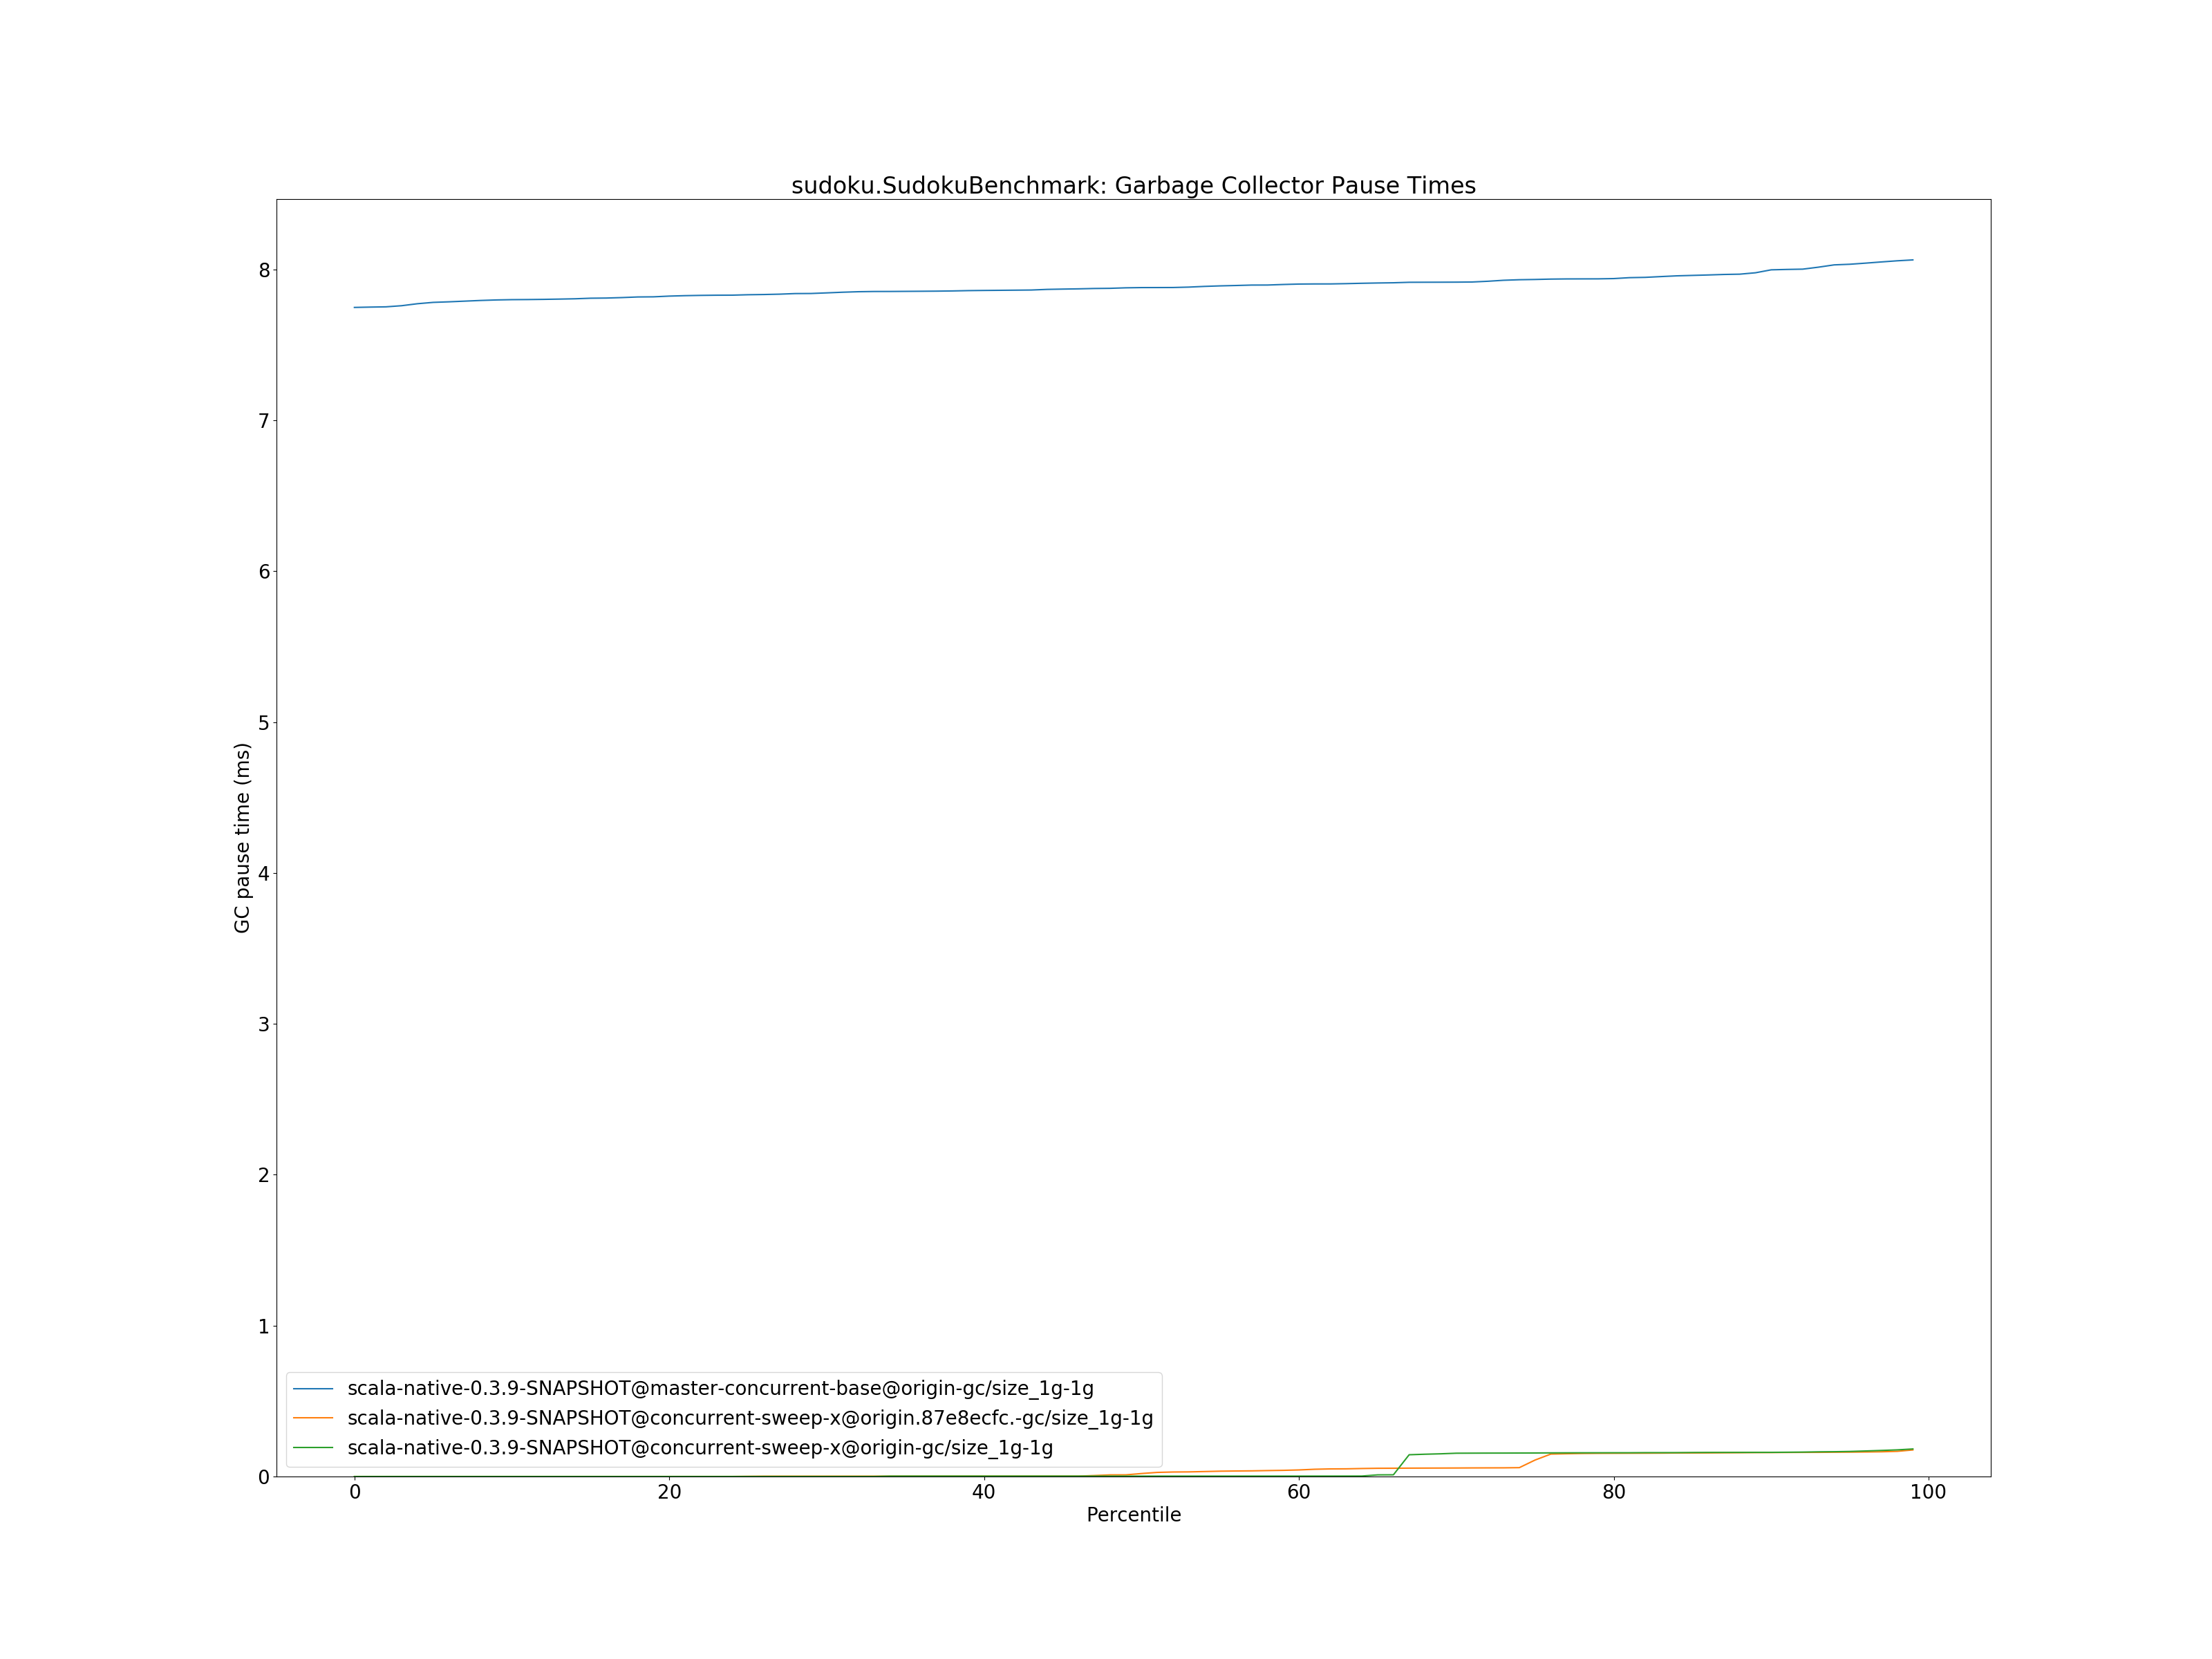 sudoku.SudokuBenchmark: Garbage Collector Pause Times
8
7
6
5
4
3
2
1
0
GC pause time (ms)
scala-native-0.3.9-SNAPSHOT@master-concurrent-base@origin-gc/size_1g-1g
scala-native-0.3.9-SNAPSHOT@concurrent-sweep-x@origin.87e8ecfc.-gc/size_1g-1g
scala-native-0.3.9-SNAPSHOT@concurrent-sweep-x@origin-gc/size_1g-1g
0 20 40 60 80 100
Percentile